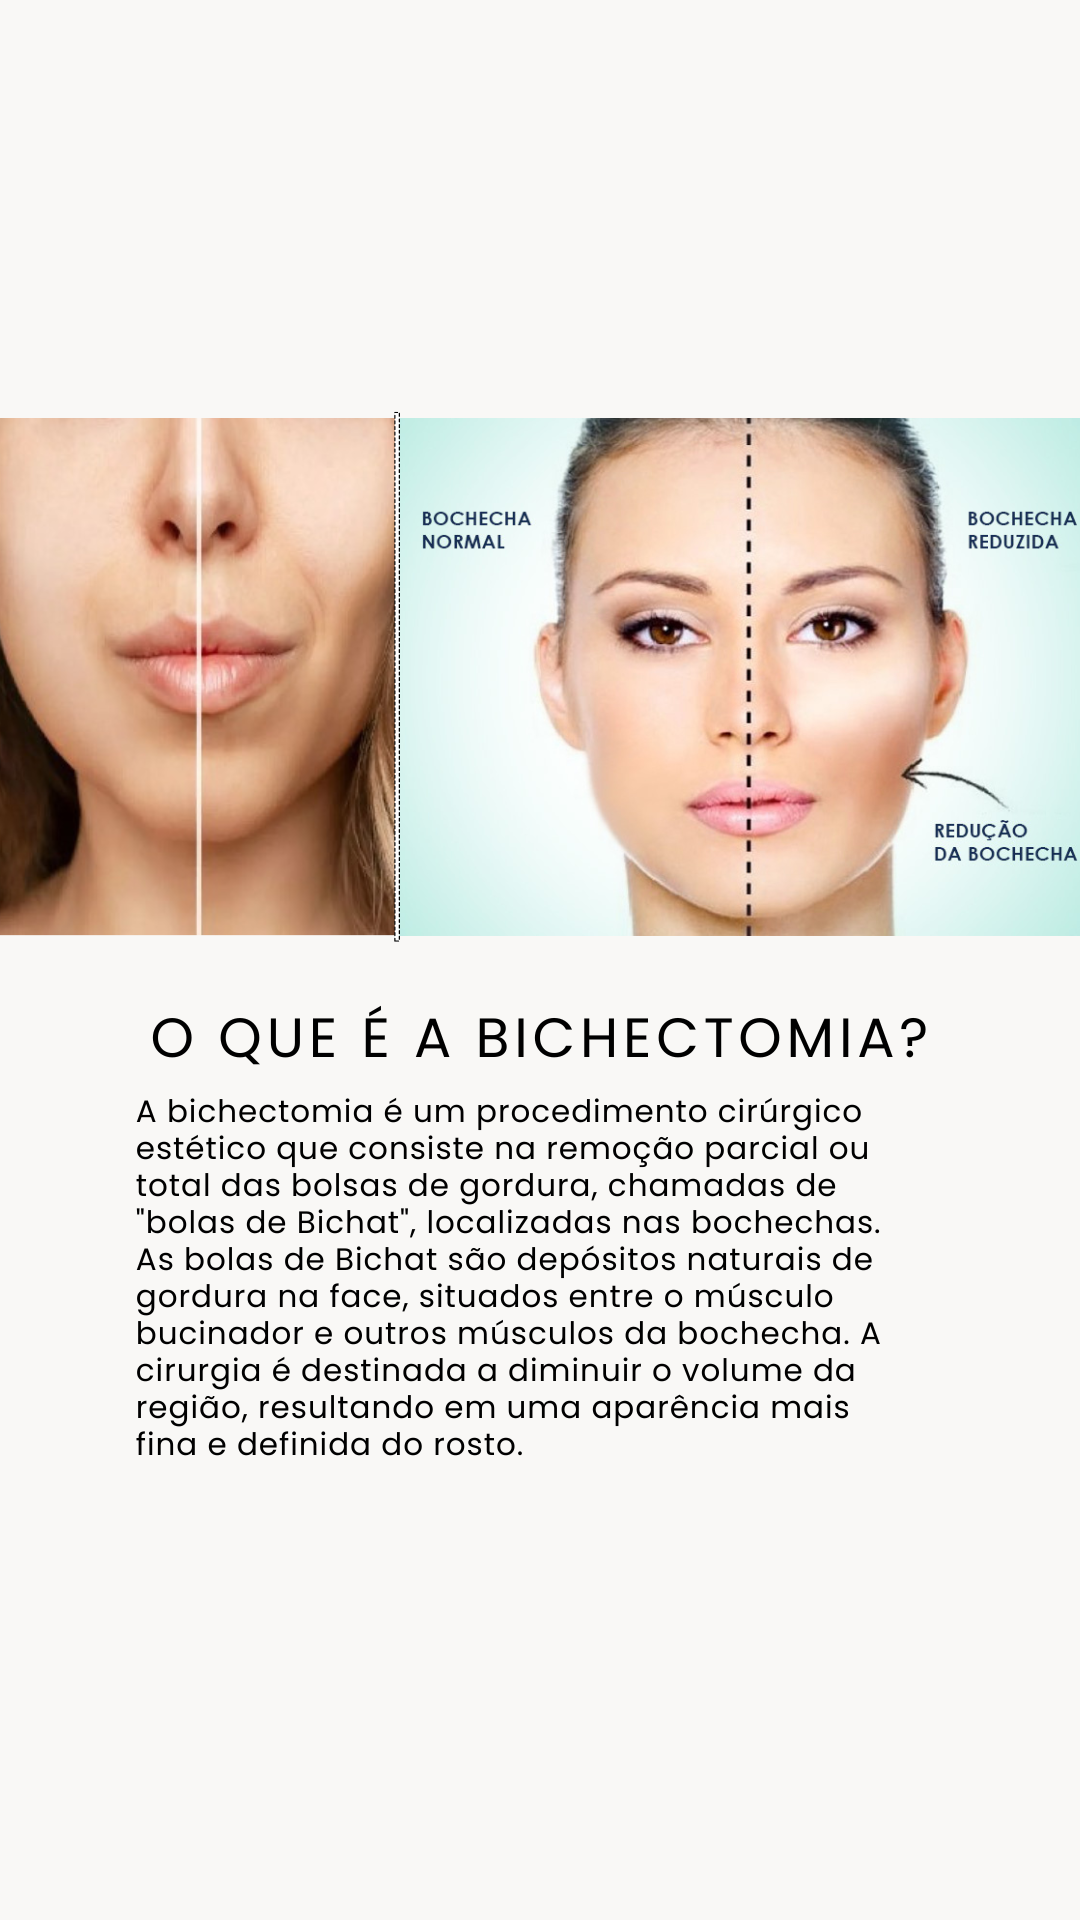 BOCHECHA
NORMAL
BOCHECHA
REDUZIDA
REDUÇÃO
DA BOCHECHA
O QUE É A BICHECTOMIA?
A bichectomia é um procedimento cirúrgico
estético que consiste na remoção parcial ou
total das bolsas de gordura, chamadas de
"bolas de Bichat", localizadas nas bochechas.
As bolas de Bichat são depósitos naturais de
gordura na face, situados entre o músculo
bucinador e outros músculos da bochecha. A
cirurgia é destinada a diminuir o volume da
região, resultando em uma aparência mais
fina e definida do rosto.